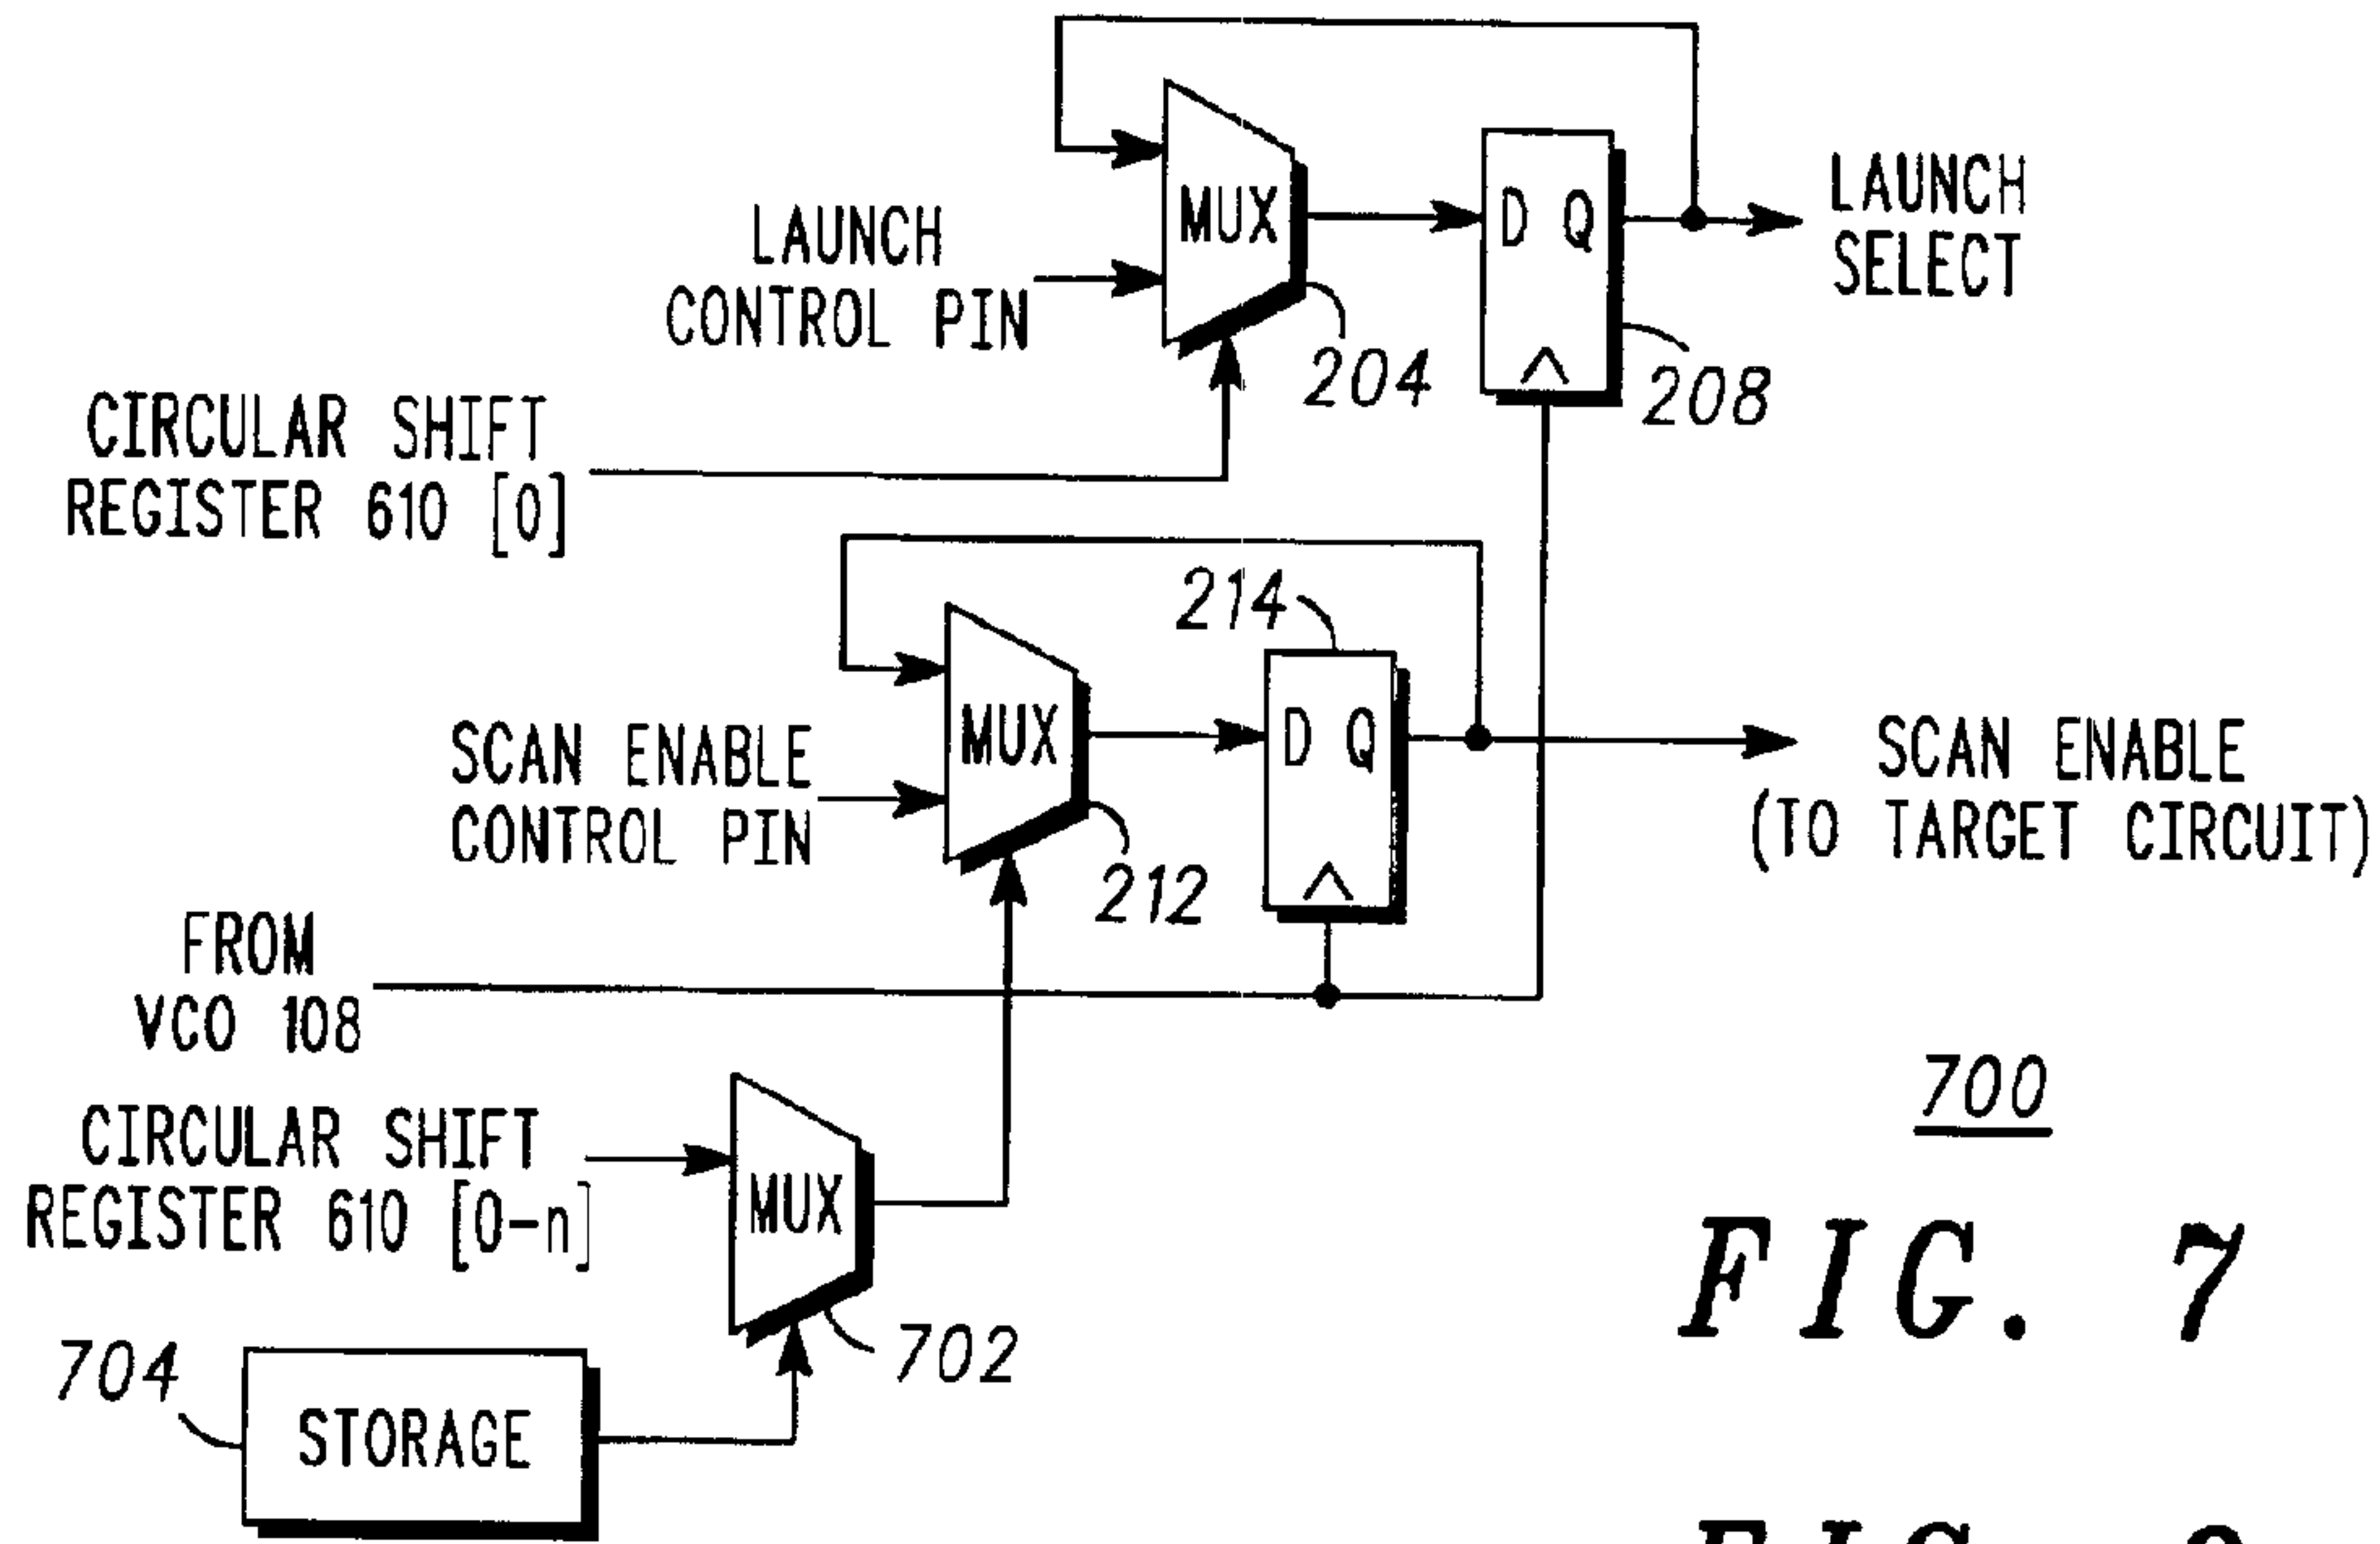 LAUNCH
CONTROL PIN
MUX
204
D Q
208
LAUNCH
SELECT
CIRCULAR SHIFT
REGISTER 610 [0]
SCAN ENABLE
CONTROL PIN
MUX
212
214
D Q
SCAN ENABLE
(TO TARGET CIRCUIT)
FROM
VCO 108
CIRCULAR SHIFT
REGISTER 610 [0-n]
MUX
702
704
STORAGE
700
FIG. 7